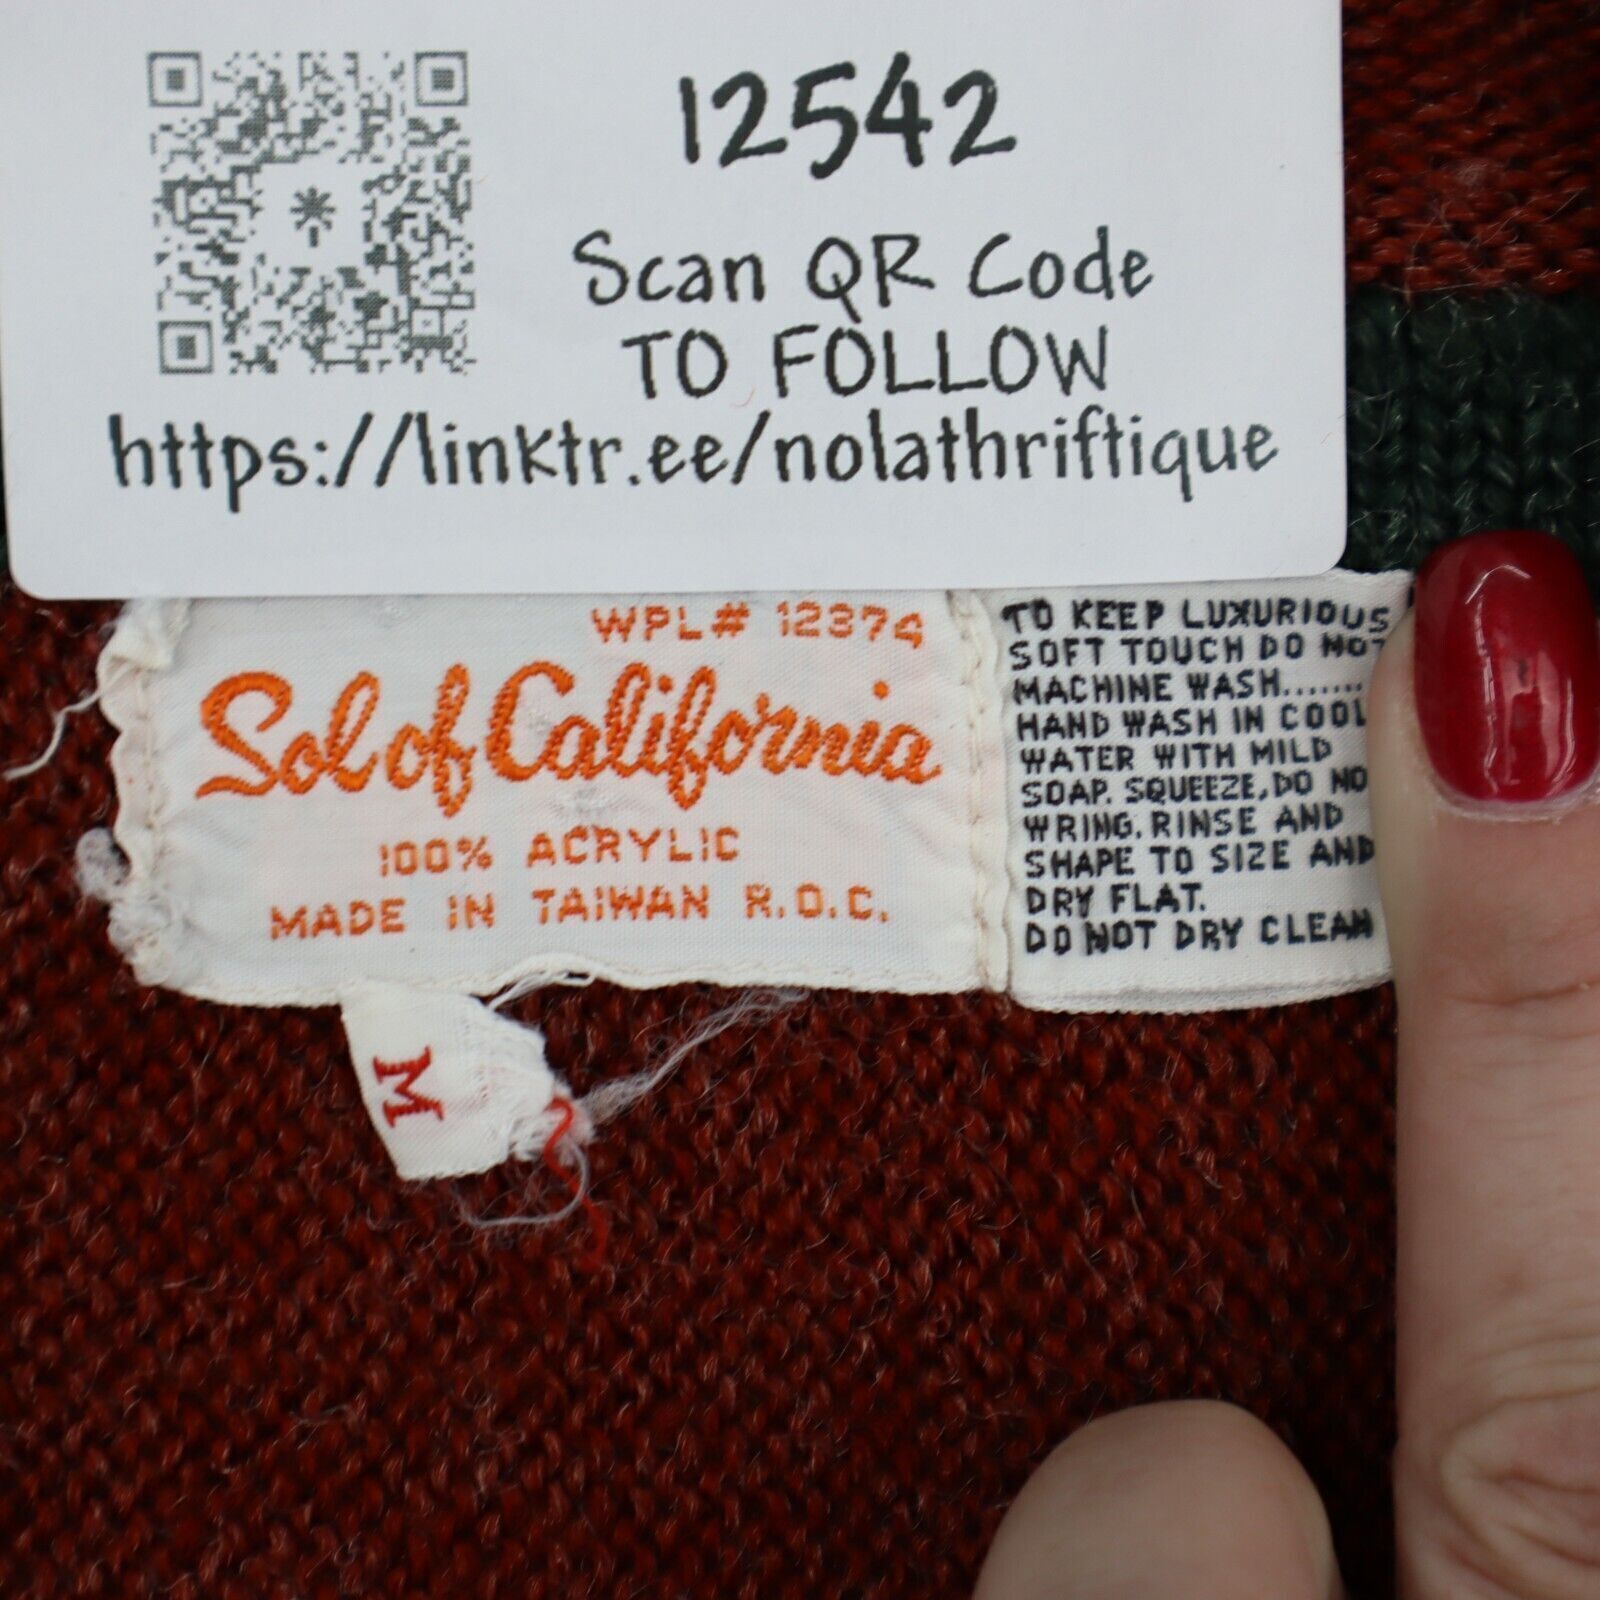 12542
Scan QR Code
TO FOLLOW
https://linktr.ee/nolathriftique
WPL# 12374
Sol of California
100% ACRYLIC
MADE IN TAIWAN R.O.C.
M
TO KEEP LUXURIOUS
SOFT TOUCH DO NOT
MACHINE WASH.......
HAND WASH IN COOL
WATER WITH MILD
SOAP. SQUEEZE,DO NO
WRING.RINSE AND
SHAPE TO SIZE AND
DRY FLAT.
DO NOT DRY CLEAN